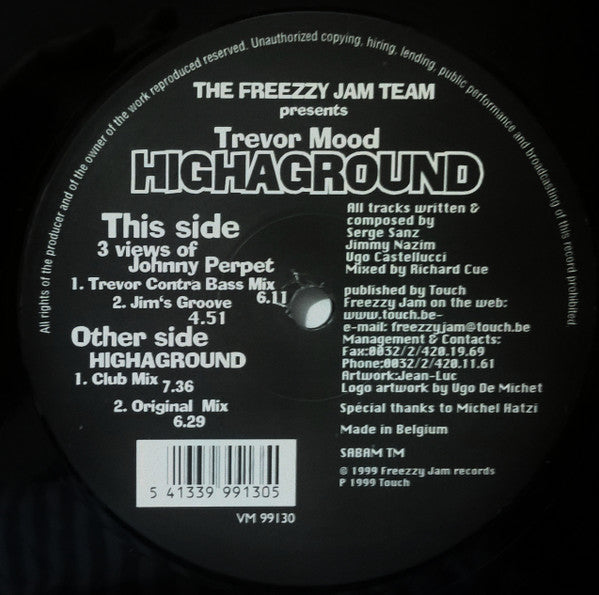 All rights of the producer and of the owner of the work reproduced reserved. Unauthorized copying, hiring, lending, public performance and broadcasting of this record prohibited
THE FREEZZY JAM TEAM
presents
Trevor Mood
HIGHAGROUND
This side
3 views of
Johnny Perpet
1. Trevor Contra Bass Mix
6.11
2. Jim's Groove
4.51
Other side
HIGHAGROUND
1. Club Mix 7.36
2. Original Mix
6.29
All tracks written &
composed by
Serge Sanz
Jimmy Nazim
Ugo Castellucci
Mixed by Richard Cue
published by Touch
Freezzy Jam on the web:
www.touch.be-
e-mail: freezzyjam@touch.be
Management & Contacts:
Fax:0032/2/420.19.69
Phone:0032/2/420.11.61
Artwork:Jean-Luc
Logo artwork by Ugo De Michet
Spécial thanks to Michel Hatzi
Made in Belgium
SABAM TM
© 1999 Freezzy Jam records
P 1999 Touch
5 41339 991305
VM 99130